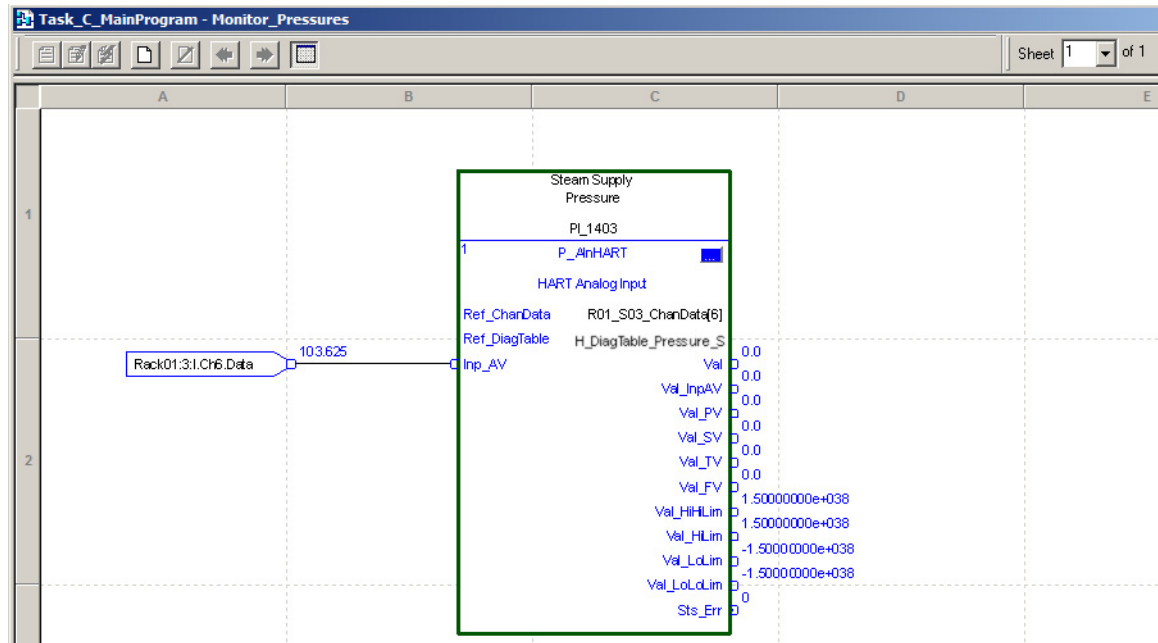 Task_C_MainProgram - Monitor_Pressures
Sheet 1 of 1
A B C D E
Steam Supply
Pressure
1
PI_1403
1 P_AInHART ...
HART Analog Input
Ref_ChanData R01_S03_ChanData[6]
Ref_DiagTable H_DiagTable_Pressure_S
103.625 0.0
Rack01:3:I.Ch6.Data Inp_AV Val
0.0
Val_InpAV
0.0
Val_PV
0.0
2 Val_SV
0.0
Val_TV
0.0
Val_FV
1.50000000e+038
Val_HiHiLim
1.50000000e+038
Val_HiLim
-1.50000000e+038
Val_LoLim
-1.50000000e+038
Val_LoLoLim
0
Sts_Err